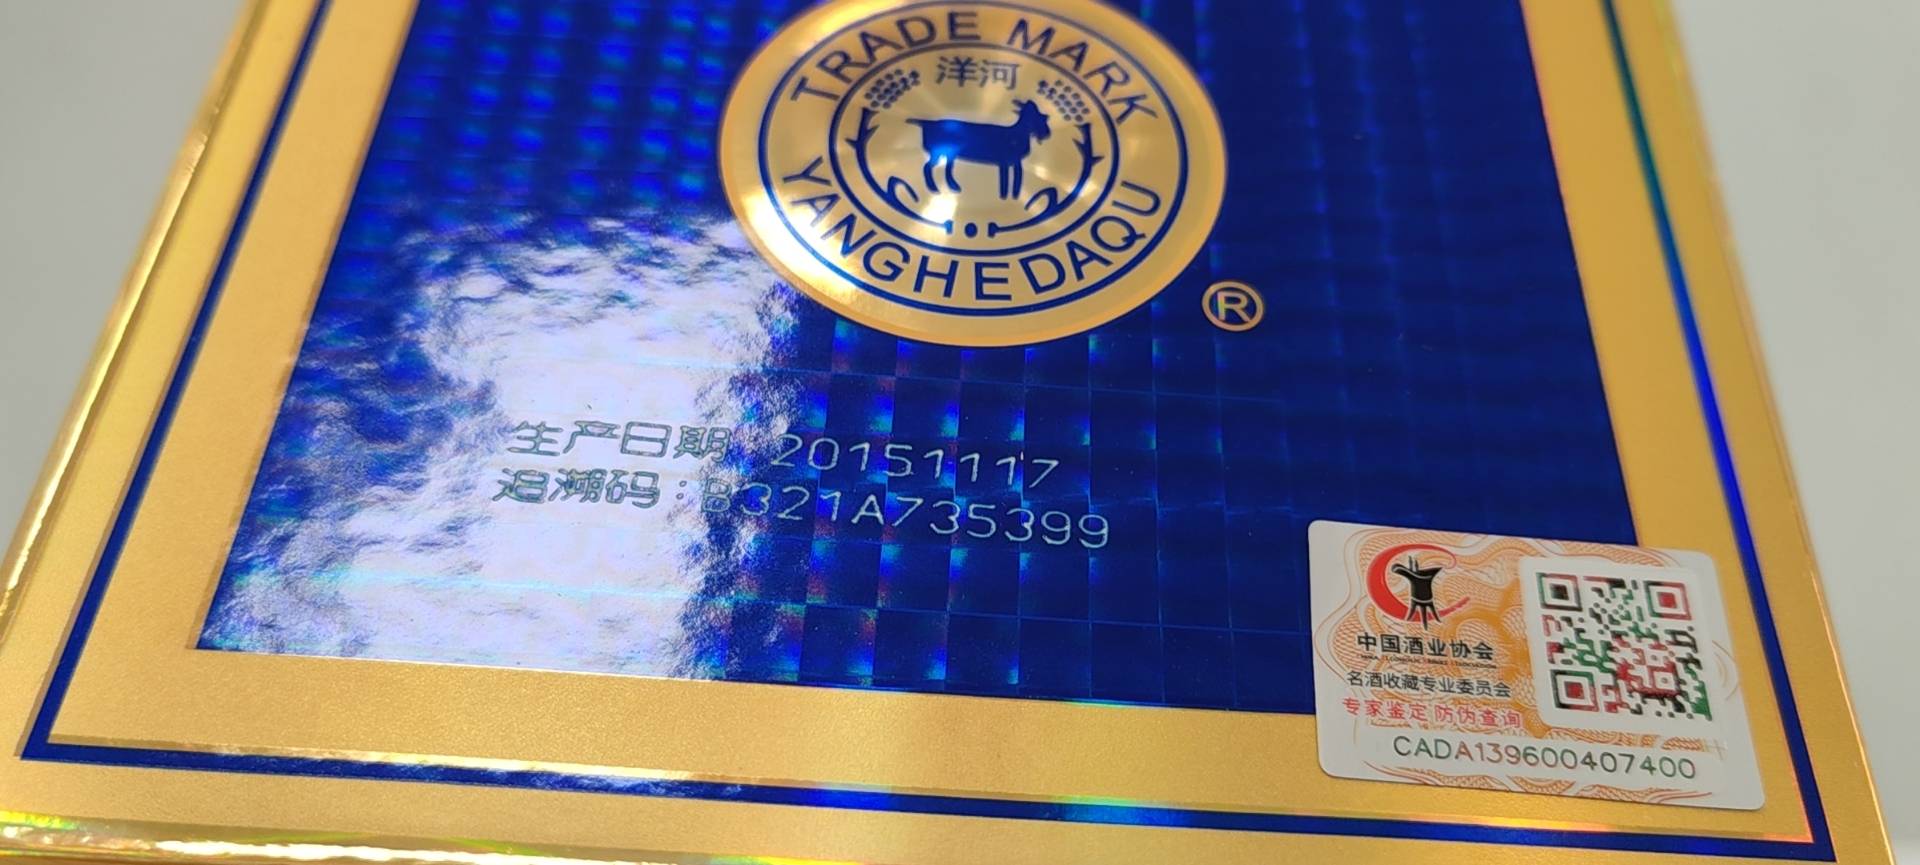 TRADE MARK
洋河
YANGHEDAQU
®
生产日期 20151117
追溯码:B321A735399
中国酒业协会
名酒收藏专业委员会
专家鉴定 防伪查询
CADA139600407400